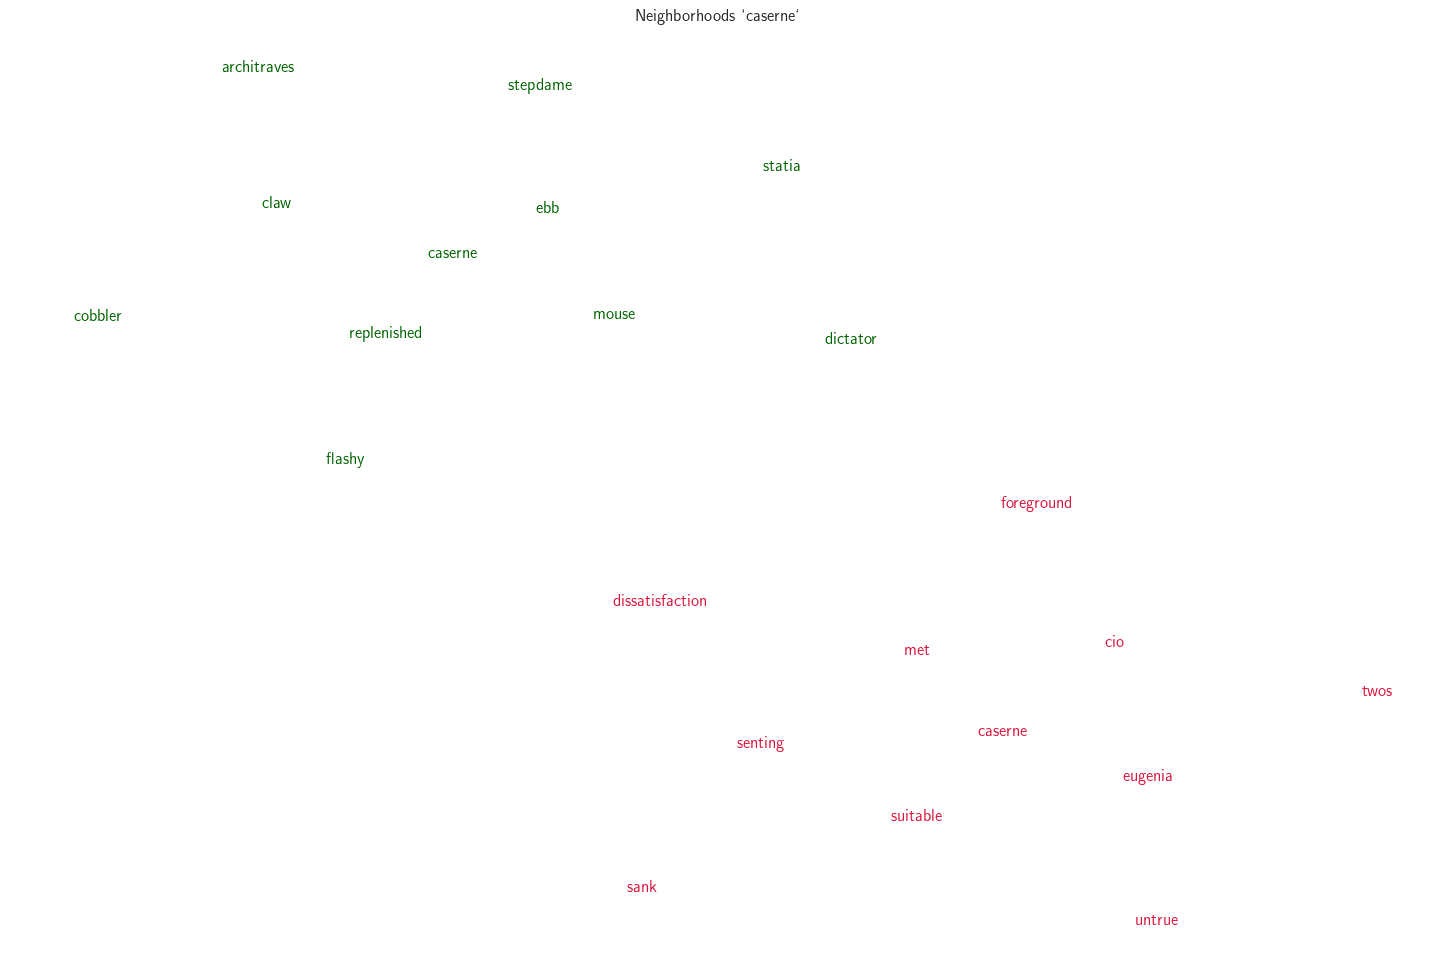 Neighborhoods ‘caserne‘
architraves
stepdame
statia
claw
ebb
caserne
cobbler
mouse
replenished
dictator
flashy
foreground
dissatisfaction
cio
met
twos
caserne
senting
eugenia
suitable
sank
untrue